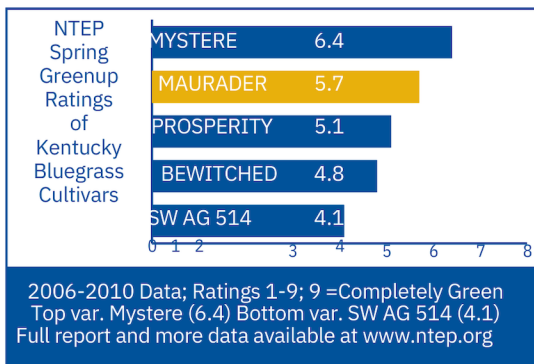 NTEP
Spring
Greenup
Ratings
of
Kentucky
Bluegrass
Cultivars
MYSTERE 6.4
MAURADER 5.7
PROSPERITY 5.1
BEWITCHED 4.8
SW AG 514 4.1
0 1 2 3 4 5 6 7 8
2006-2010 Data; Ratings 1-9; 9 =Completely Green
Top var. Mystere (6.4) Bottom var. SW AG 514 (4.1)
Full report and more data available at www.ntep.org